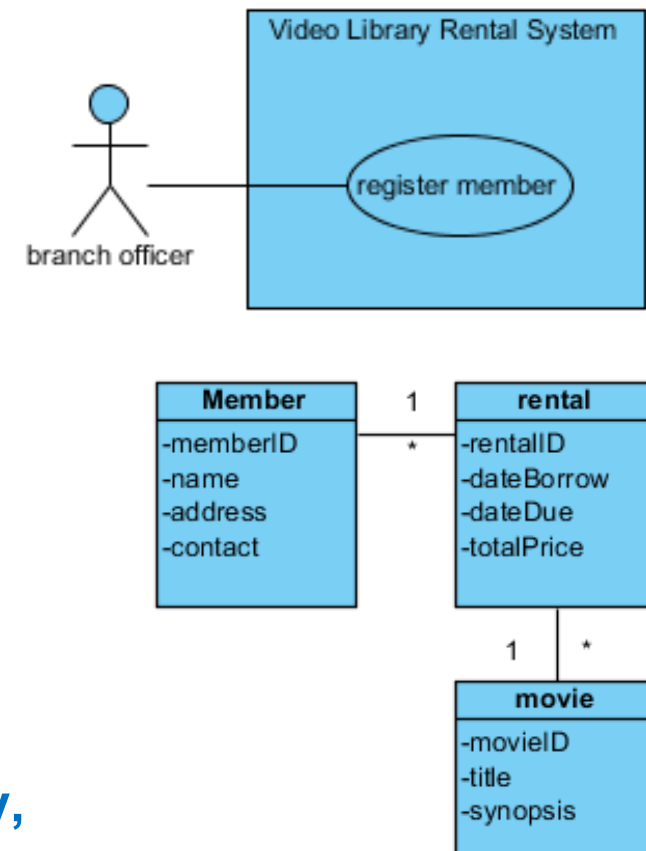 Video Library Rental System
register member
branch officer
Member
-memberID
-name
-address
-contact
1
*
rental
-rentalID
-dateBorrow
-dateDue
-totalPrice
1
*
movie
-movieID
-title
-synopsis